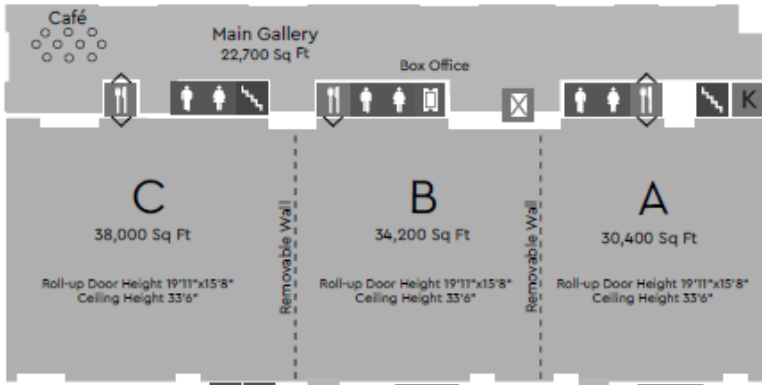 Café
Main Gallery
22,700 Sq Ft
Box Office
K
C
38,000 Sq Ft
Roll-up Door Height 19'11"x15'8"
Ceiling Height 33'6"
Removable Wall
B
34,200 Sq Ft
Roll-up Door Height 19'11"x15'8"
Ceiling Height 33'6"
Removable Wall
A
30,400 Sq Ft
Roll-up Door Height 19'11"x15'8"
Ceiling Height 33'6"